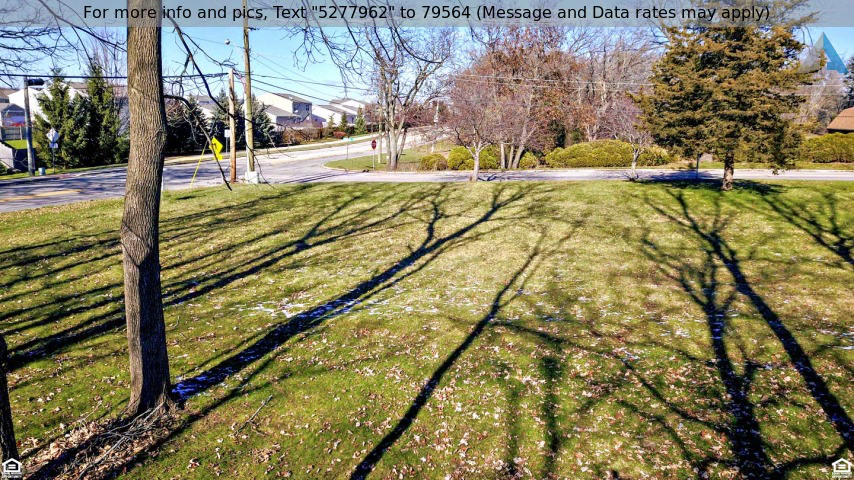 For more info and pics, Text "5277962" to 79564 (Message and Data rates may apply)